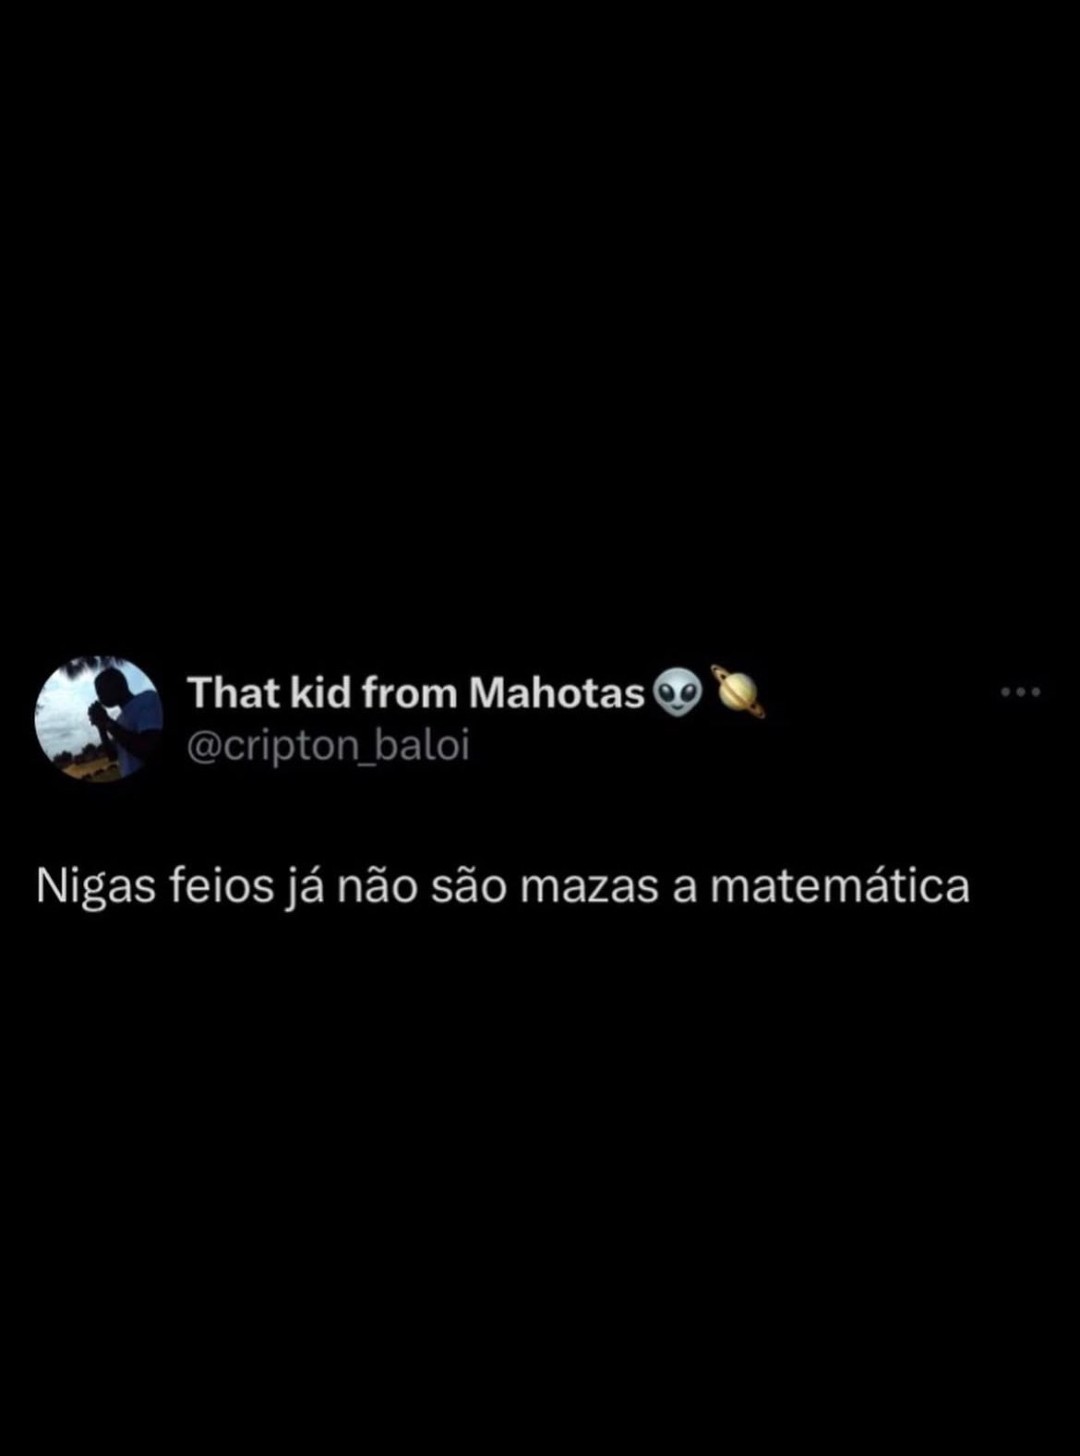 That kid from Mahotas👽🪐
@cripton_baloi
Nigas feios já não são mazas a matemática